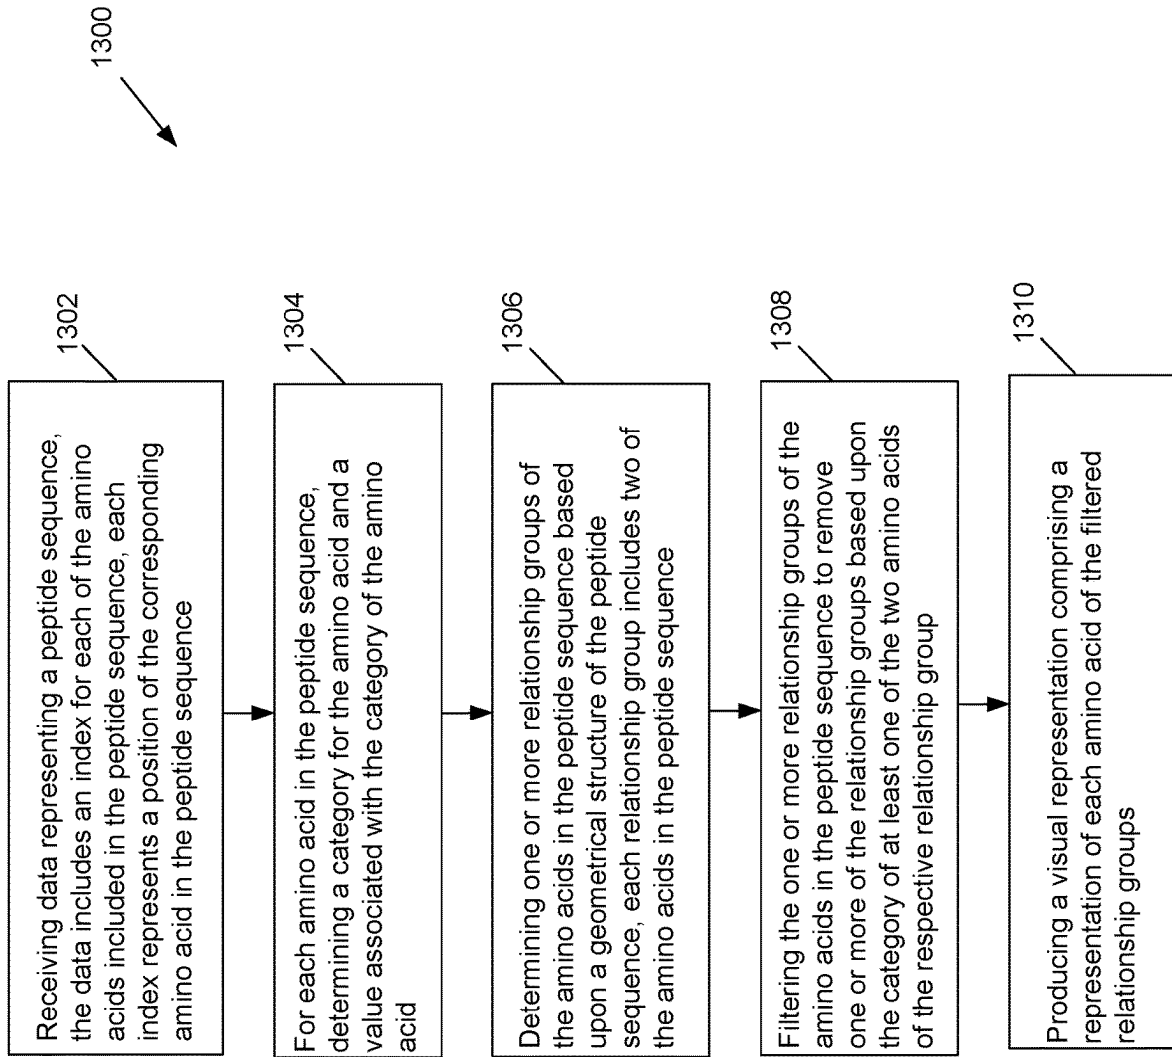 1300
1302
Receiving data representing a peptide sequence,
the data includes an index for each of the amino
acids included in the peptide sequence, each
index represents a position of the corresponding
amino acid in the peptide sequence
1304
For each amino acid in the peptide sequence,
determining a category for the amino acid and a
value associated with the category of the amino
acid
1306
Determining one or more relationship groups of
the amino acids in the peptide sequence based
upon a geometrical structure of the peptide
sequence, each relationship group includes two of
the amino acids in the peptide sequence
1308
Filtering the one or more relationship groups of the
amino acids in the peptide sequence to remove
one or more of the relationship groups based upon
the category of at least one of the two amino acids
of the respective relationship group
1310
Producing a visual representation comprising a
representation of each amino acid of the filtered
relationship groups